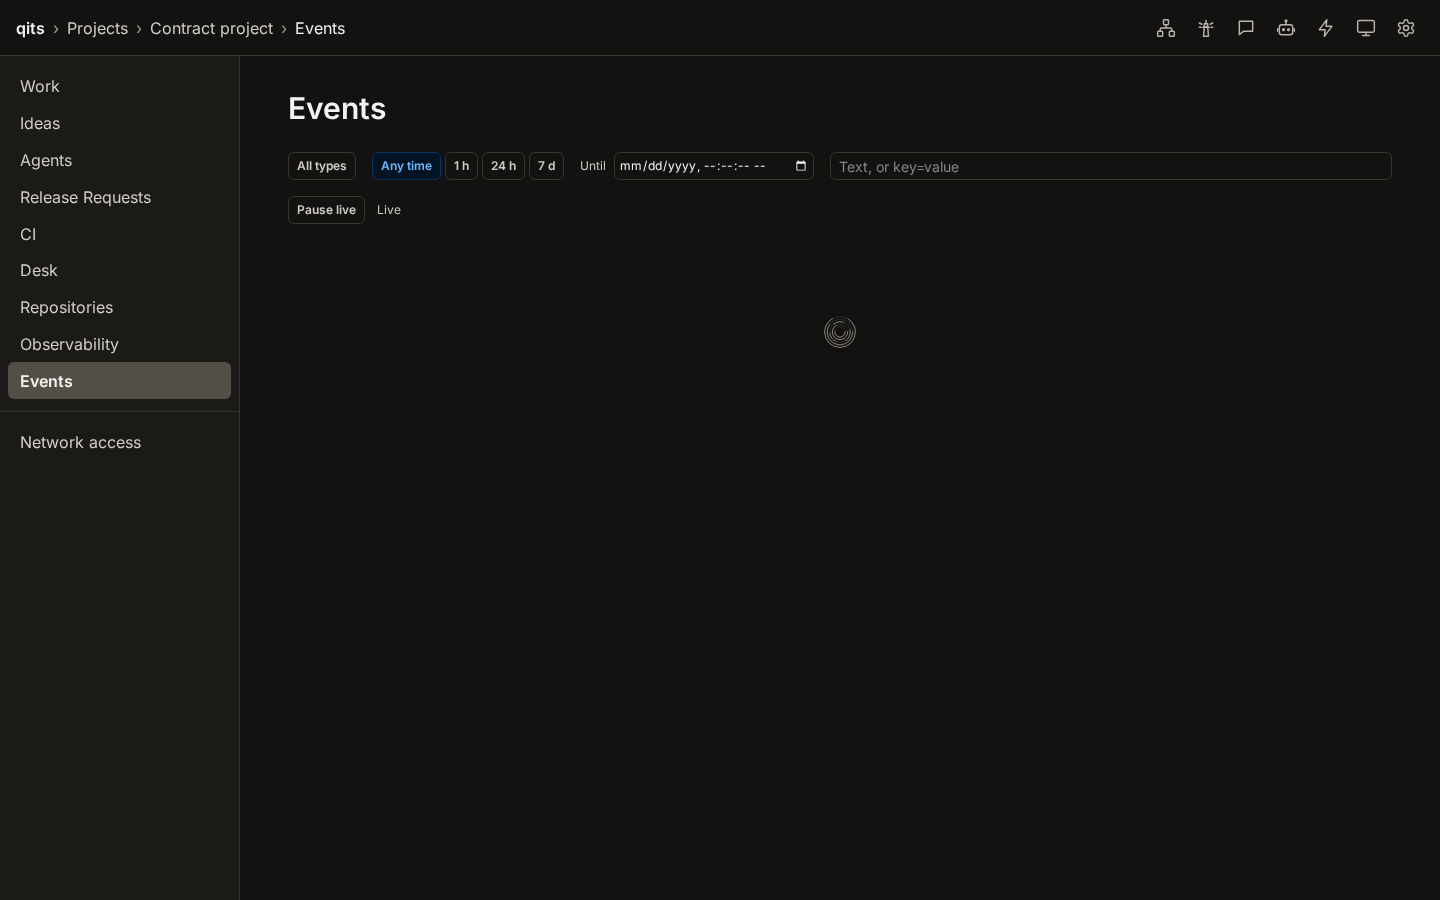 qits › Projects › Contract project › Events
Work
Ideas
Agents
Release Requests
CI
Desk
Repositories
Observability
Events
Network access
Events
All types Any time 1 h 24 h 7 d Until mm/dd/yyyy, --:--:-- -- Text, or key=value
Pause live Live